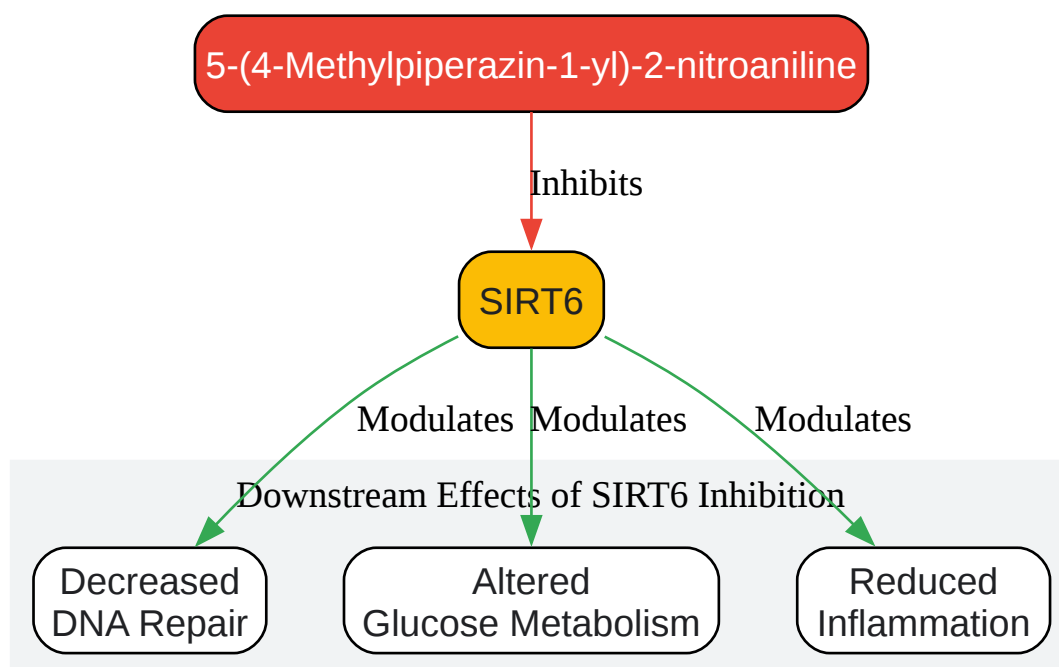 5-(4-Methylpiperazin-1-yl)-2-nitroaniline
Inhibits
SIRT6
Modulates Modulates Modulates
Downstream Effects of SIRT6 Inhibition
Decreased
DNA Repair
Altered
Glucose Metabolism
Reduced
Inflammation